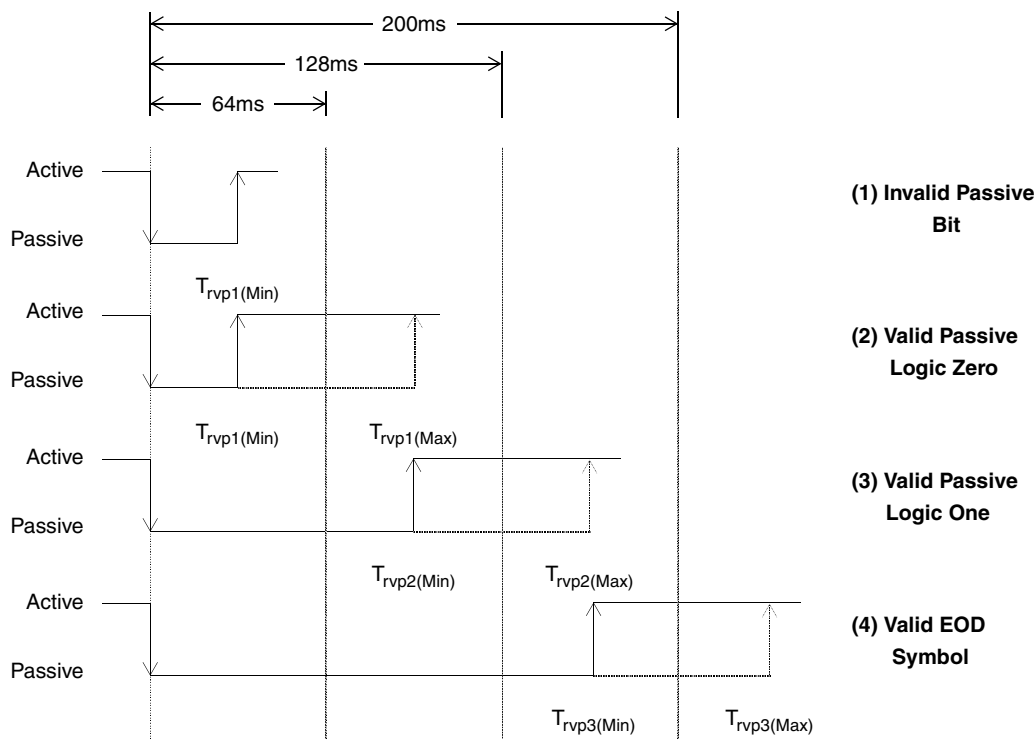 200ms
128ms
64ms
Active
Passive
(1) Invalid Passive
Bit
Trvp1(Min)
Active
Passive
(2) Valid Passive
Logic Zero
Trvp1(Min)
Trvp1(Max)
Active
Passive
(3) Valid Passive
Logic One
Trvp2(Min)
Trvp2(Max)
Active
Passive
(4) Valid EOD
Symbol
Trvp3(Min)
Trvp3(Max)